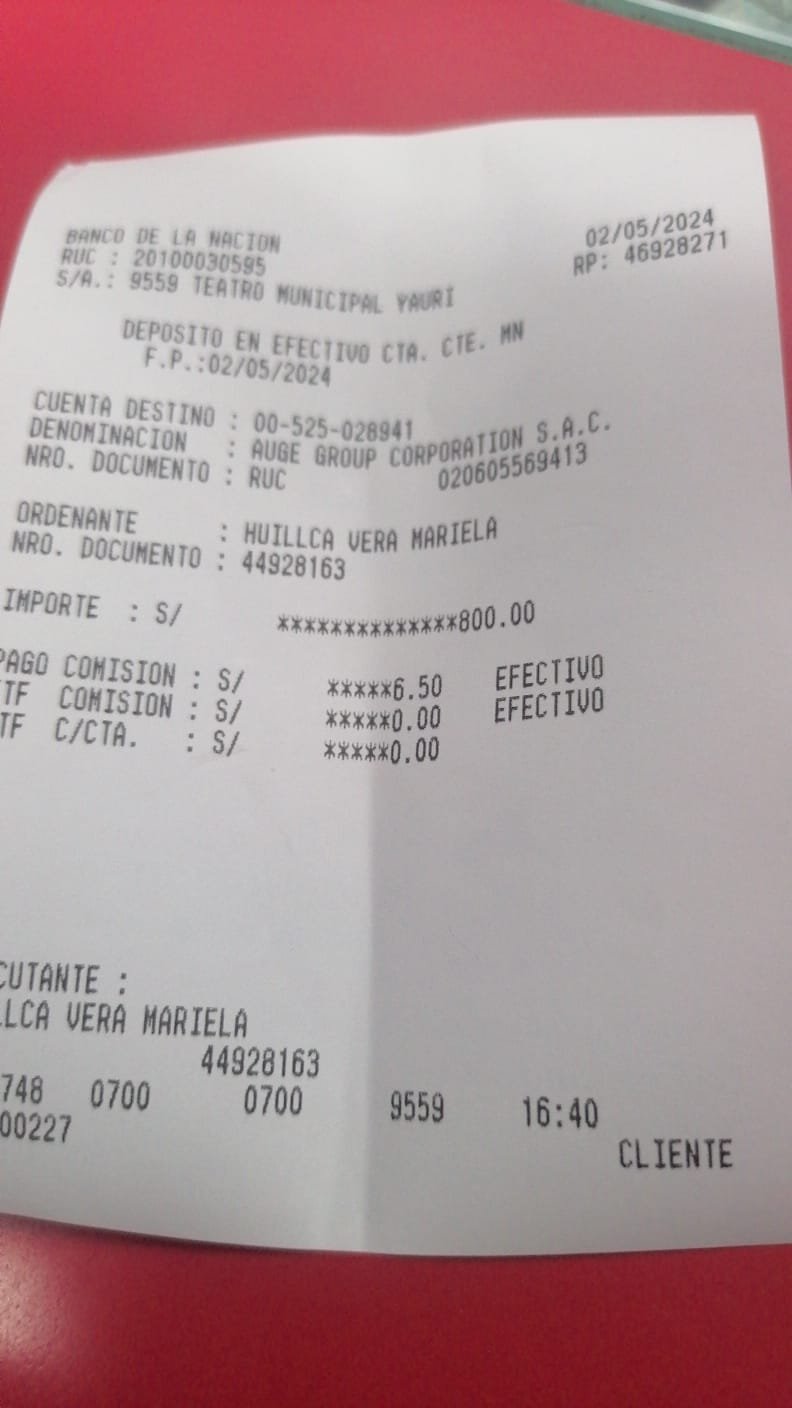 BANCO DE LA NACION 02/05/2024
RUC : 20100030595 RP: 46928271
S/A.: 9559 TEATRO MUNICIPAL YAURI
DEPOSITO EN EFECTIVO CTA. CTE. MN
F.P.:02/05/2024
CUENTA DESTINO : 00-525-028941
DENOMINACION : AUGE GROUP CORPORATION S.A.C.
NRO. DOCUMENTO : RUC 020605569413
ORDENANTE : HUILLCA VERA MARIELA
NRO. DOCUMENTO : 44928163
IMPORTE : S/ **************800.00
PAGO COMISION : S/ *****6.50 EFECTIVO
TF COMISION : S/ *****0.00 EFECTIVO
TF C/CTA. : S/ *****0.00
CUTANTE :
LLCA VERA MARIELA
44928163
748 0700 0700 9559 16:40
00227
CLIENTE